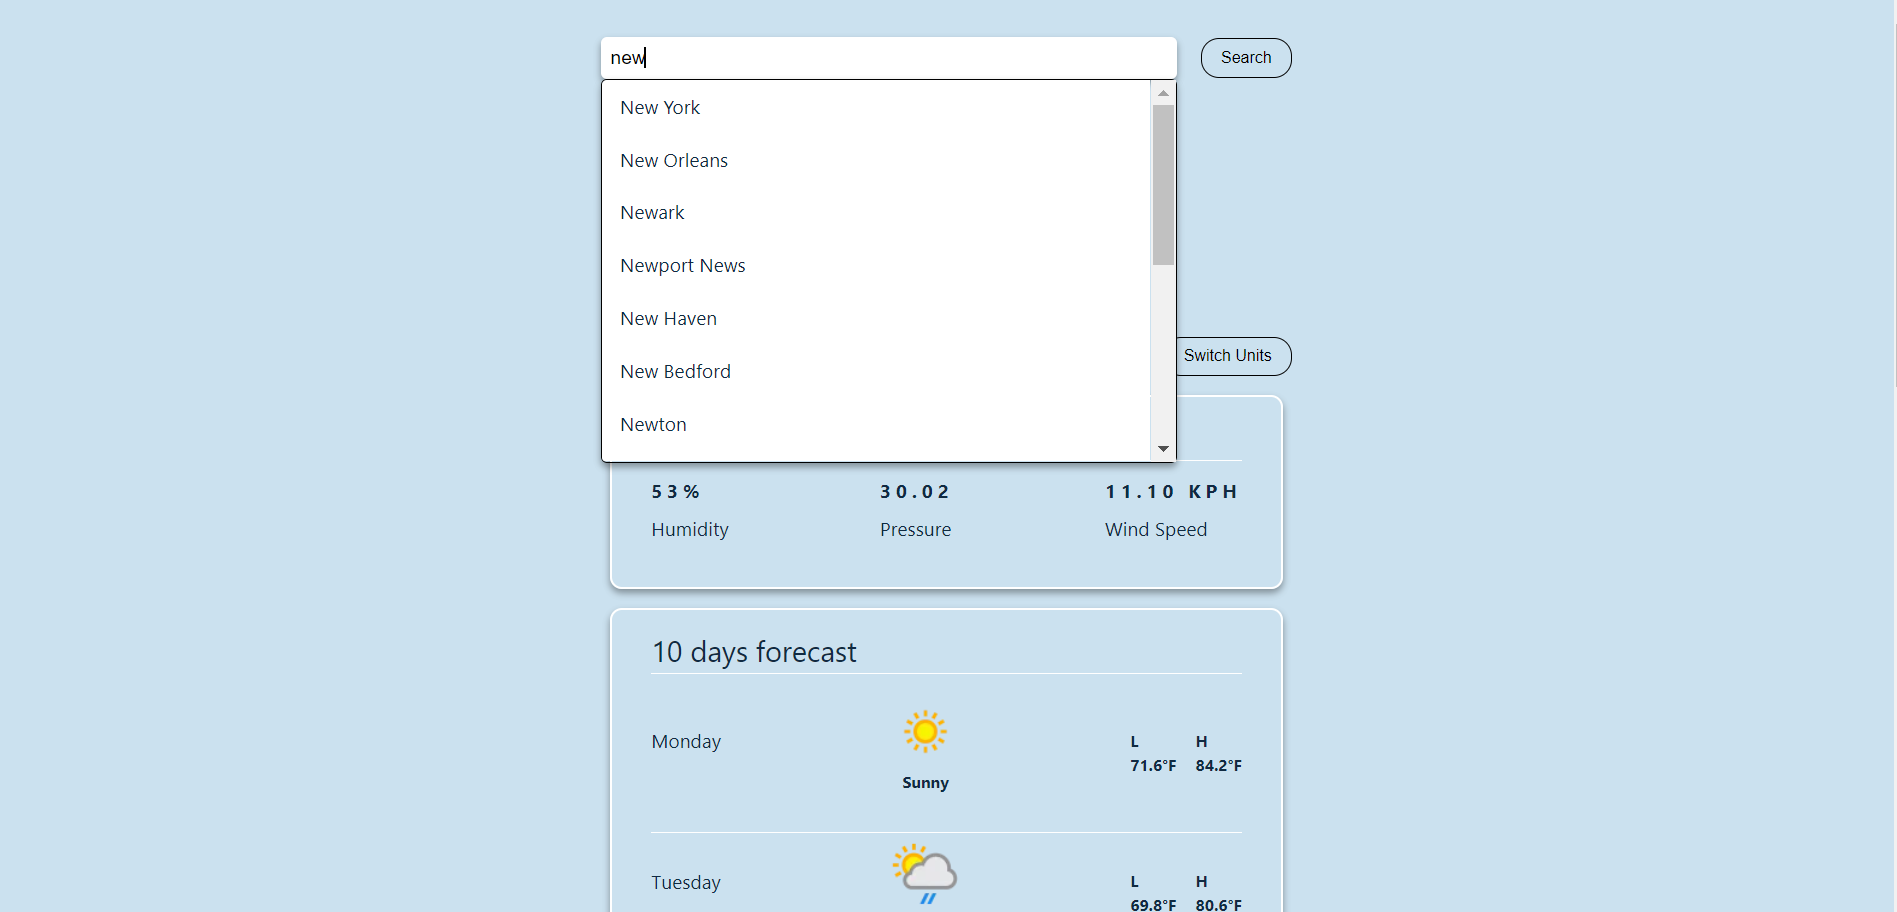 new
Search
New York
New Orleans
Newark
Newport News
New Haven
New Bedford
Newton
Switch Units
53% 30.02 11.10 KPH
Humidity Pressure Wind Speed
10 days forecast
Monday
Sunny
L H
71.6°F 84.2°F
Tuesday
L H
69.8°F 80.6°F